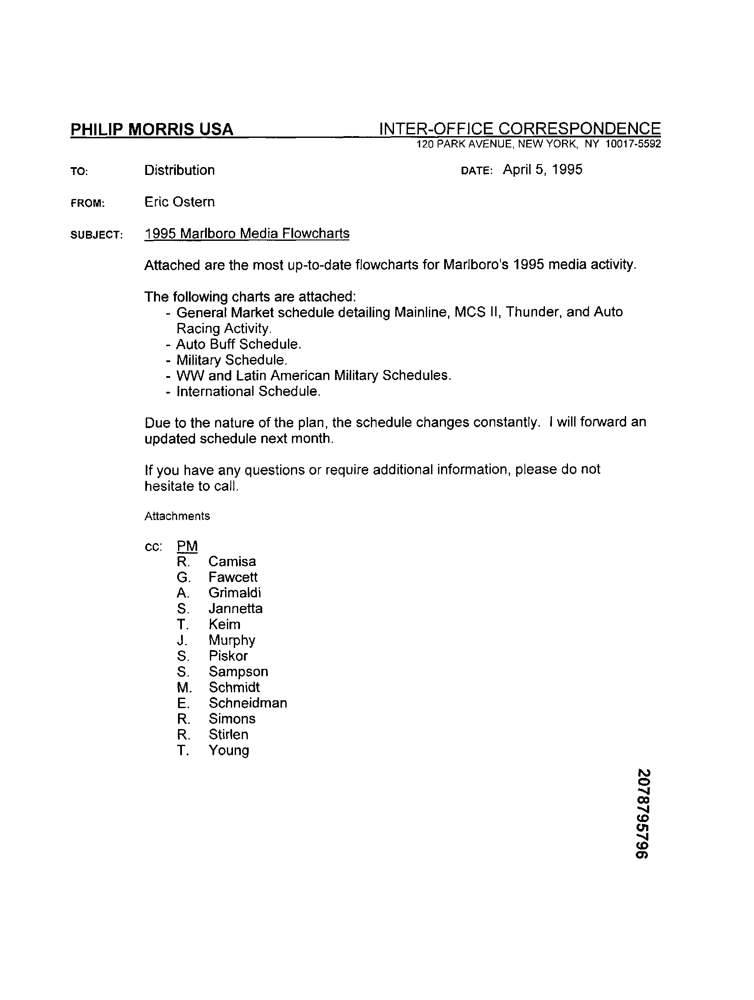 PHILIP MORRIS USA INTER-OFFICE CORRESPONDENCE
120 PARK AVENUE, NEW YORK, NY 10017-5592
TO: Distribution DATE: April 5, 1995
FROM: Eric Ostern
SUBJECT: 1995 Marlboro Media Flowcharts
Attached are the most up-to-date flowcharts for Marlboro's 1995 media activity.
The following charts are attached:
- General Market schedule detailing Mainline, MCS II, Thunder, and Auto
Racing Activity.
- Auto Buff Schedule.
- Military Schedule.
- WW and Latin American Military Schedules.
- International Schedule.
Due to the nature of the plan, the schedule changes constantly. I will forward an
updated schedule next month.
If you have any questions or require additional information, please do not
hesitate to call.
Attachments
cc: PM
R. Camisa
G. Fawcett
A. Grimaldi
S. Jannetta
T. Keim
J. Murphy
S. Piskor
S. Sampson
M. Schmidt
E. Schneidman
R. Simons
R. Stirlen
T. Young
2078795796